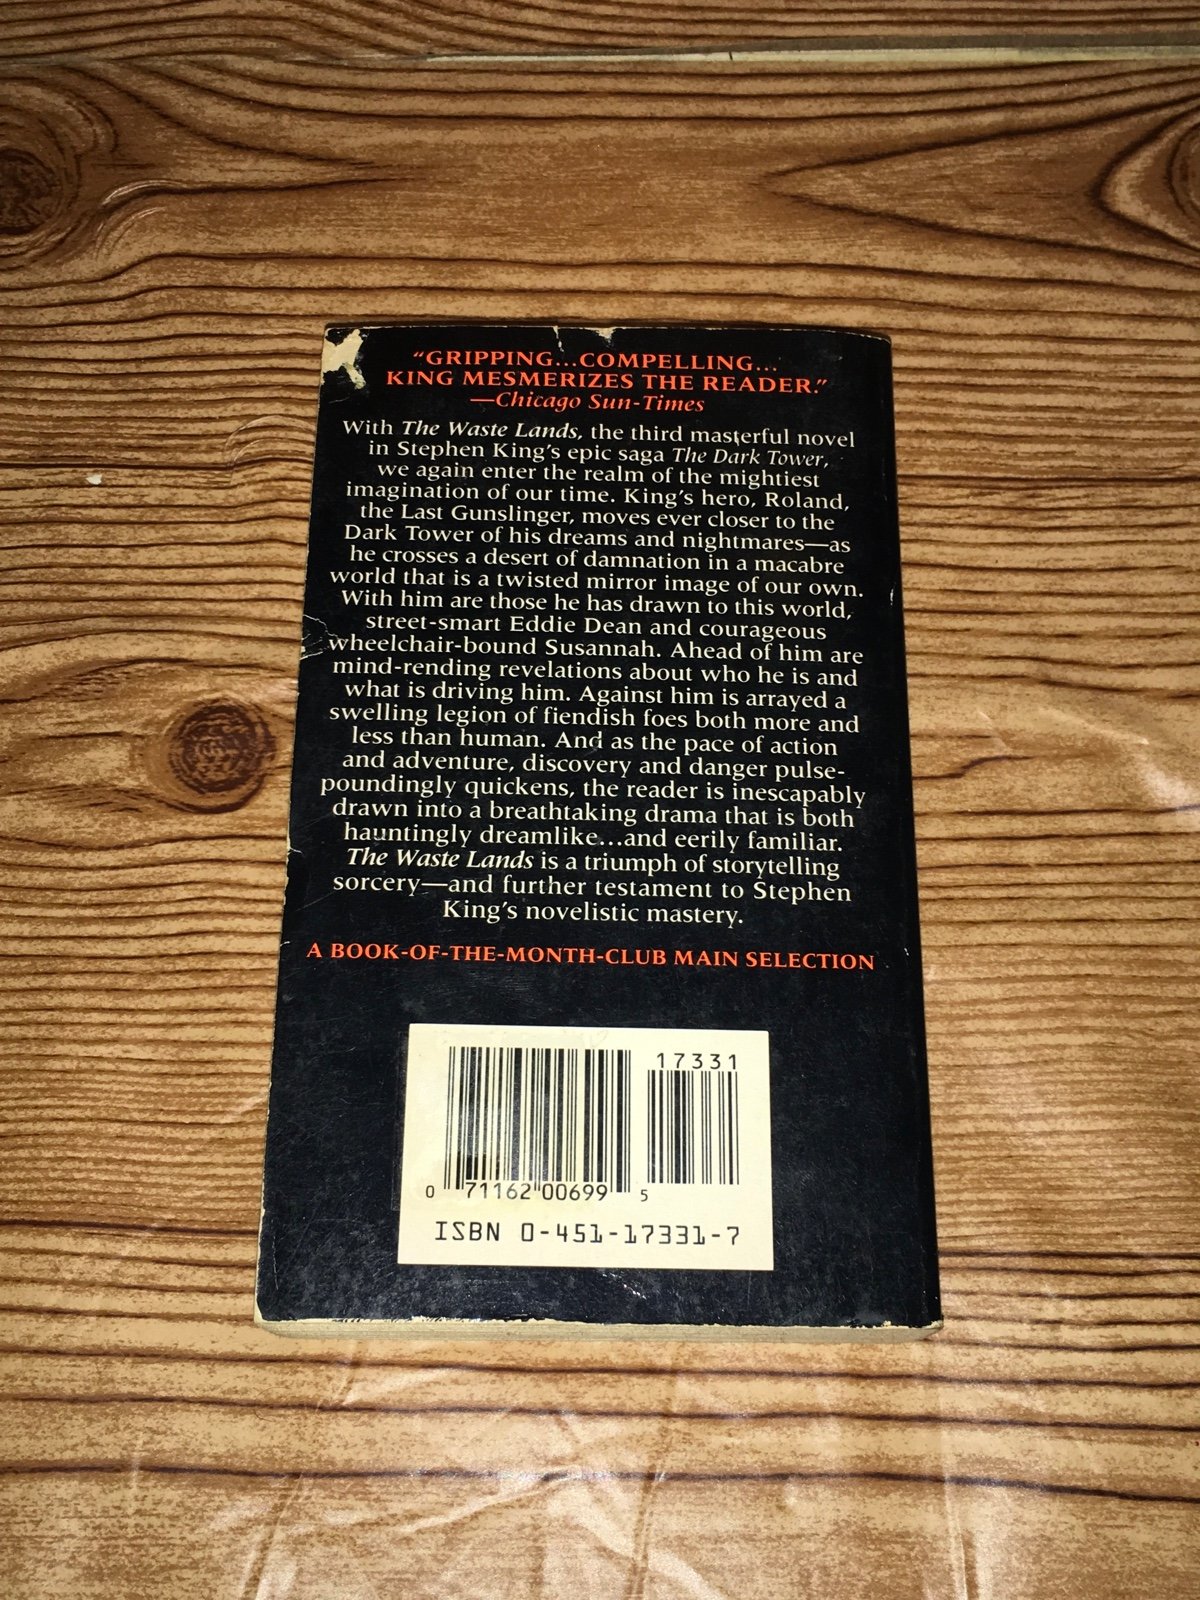 “GRIPPING...COMPELLING...
KING MESMERIZES THE READER.”
—Chicago Sun-Times
With The Waste Lands, the third masterful novel
in Stephen King’s epic saga The Dark Tower,
we again enter the realm of the mightiest
imagination of our time. King’s hero, Roland,
the Last Gunslinger, moves ever closer to the
Dark Tower of his dreams and nightmares—as
he crosses a desert of damnation in a macabre
world that is a twisted mirror image of our own.
With him are those he has drawn to this world,
street-smart Eddie Dean and courageous
wheelchair-bound Susannah. Ahead of him are
mind-rending revelations about who he is and
what is driving him. Against him is arrayed a
swelling legion of fiendish foes both more and
less than human. And as the pace of action
and adventure, discovery and danger pulse-
poundingly quickens, the reader is inescapably
drawn into a breathtaking drama that is both
hauntingly dreamlike...and eerily familiar.
The Waste Lands is a triumph of storytelling
sorcery—and further testament to Stephen
King’s novelistic mastery.
A BOOK-OF-THE-MONTH-CLUB MAIN SELECTION
17331
0 71162 00699 5
ISBN 0-451-17331-7